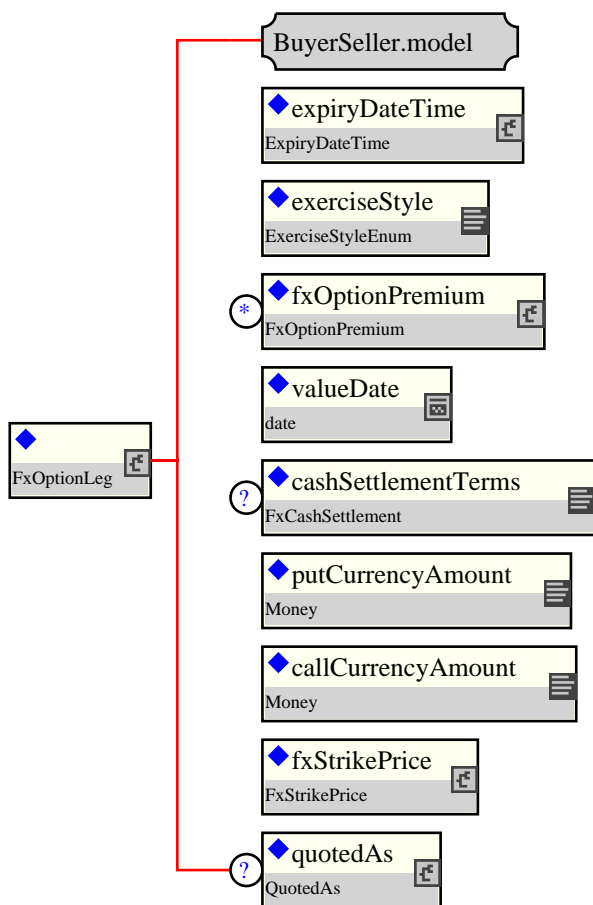 BuyerSeller.model
expiryDateTime
ExpiryDateTime
exerciseStyle
ExerciseStyleEnum
*
fxOptionPremium
FxOptionPremium
valueDate
date
FxOptionLeg
?
cashSettlementTerms
FxCashSettlement
putCurrencyAmount
Money
callCurrencyAmount
Money
fxStrikePrice
FxStrikePrice
?
quotedAs
QuotedAs